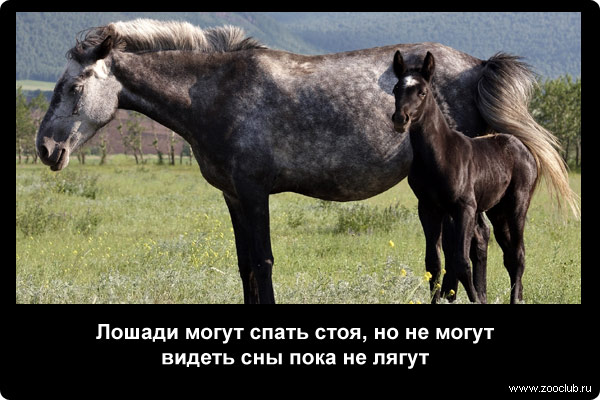 Лошади могут спать стоя, но не могут
видеть сны пока не лягут
www.zooclub.ru